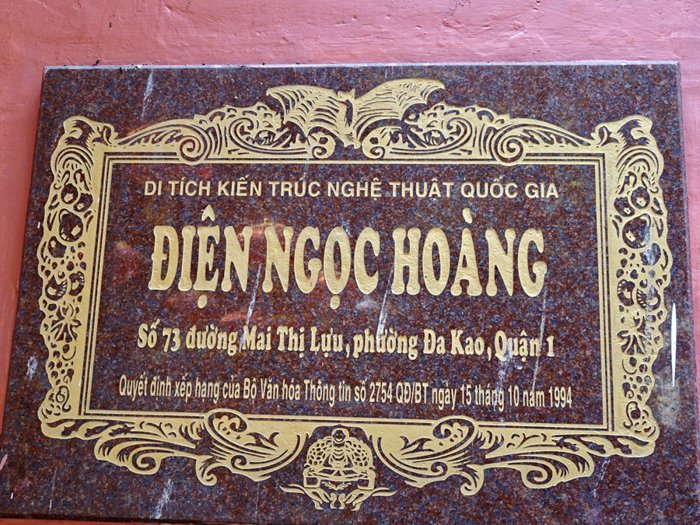 DI TÍCH KIẾN TRÚC NGHỆ THUẬT QUỐC GIA
ĐIỆN NGỌC HOÀNG
Số 73 đường Mai Thị Lựu, phường Đa Kao, Quận 1
Quyết định xếp hạng của Bộ Văn hóa Thông tin số 2754 QĐ/BT ngày 15 tháng 10 năm 1994